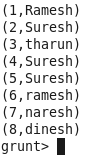 (1,Ramesh)
(2,Suresh)
(3,tharun)
(4,Suresh)
(5,Suresh)
(6,ramesh)
(7,naresh)
(8,dinesh)
grunt>